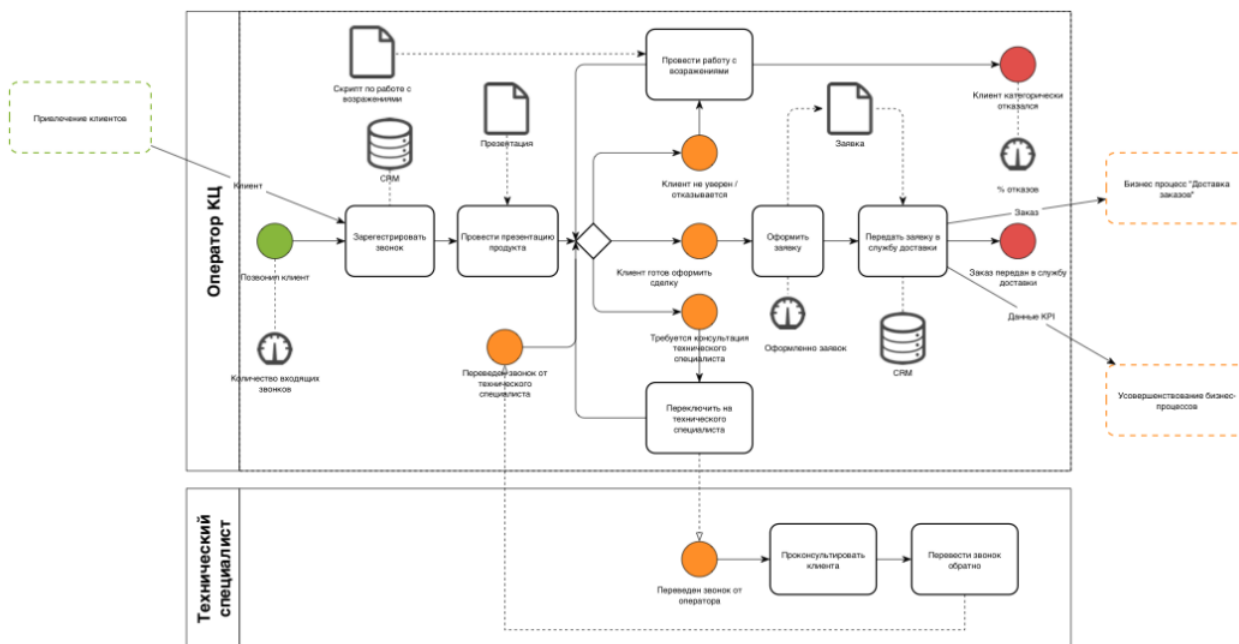 Оператор КЦ
Скрипт по работе с
возражениями
Провести работу с
возражениями
Клиент категорически
отказался
Привлечение клиентов
Презентация
Заявка
CRM
Клиент не уверен /
отказывается
% отказов
Бизнес процесс "Доставка
заказов"
Клиент
Заказ
Зарегестрировать
звонок
Провести презентацию
продукта
Оформить
заявку
Передать заявку в
службу доставки
Позвонил клиент
Клиент готов оформить
сделку
Заказ передан в службу
доставки
Данные KPI
Требуется консультация
технического
специалиста
Оформленно заявок
CRM
Количество входящих
звонков
Переведен звонок от
технического
специалиста
Переключить на
технического
специалиста
Усовершенствование бизнес-
процессов
Технический
специалист
Проконсультировать
клиента
Перевести звонок
обратно
Переведен звонок от
оператора